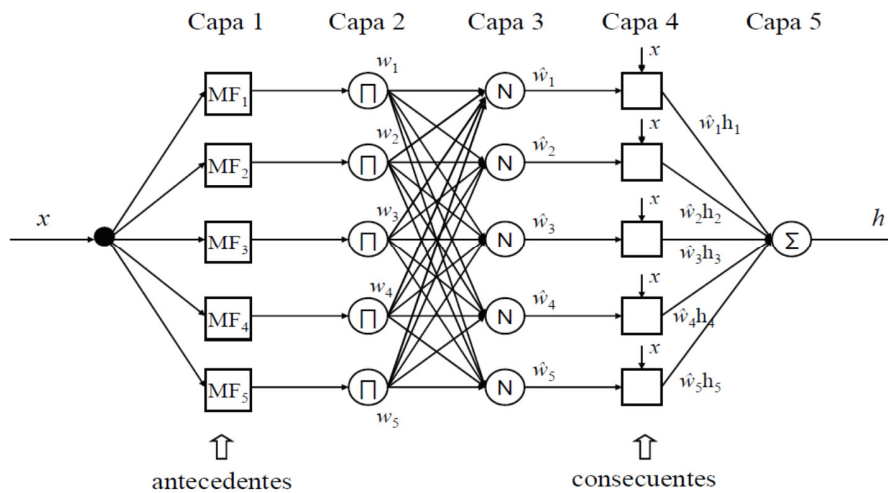 Capa 1 Capa 2 Capa 3 Capa 4 Capa 5
x
MF₁ ∏ w₁ N ŵ₁ x ŵ₁h₁
MF₂ ∏ w₂ N ŵ₂ x ŵ₂h₂
x MF₃ ∏ w₃ N ŵ₃ x ŵ₃h₃ Σ h
MF₄ ∏ w₄ N ŵ₄ x ŵ₄h₄
MF₅ ∏ w₅ N ŵ₅ ŵ₅h₅
antecedentes consecuentes